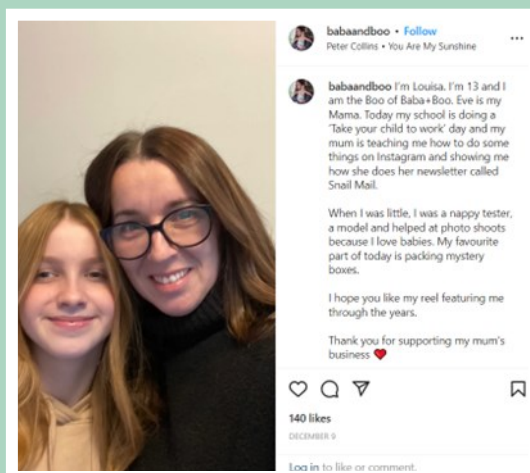 babaandboo • Follow
Peter Collins • You Are My Sunshine
babaandboo I'm Louisa. I'm 13 and I
am the Boo of Baba+Boo. Eve is my
Mama. Today my school is doing a
'Take your child to work' day and my
mum is teaching me how to do some
things on Instagram and showing me
how she does her newsletter called
Snail Mail.
When I was little, I was a nappy tester,
a model and helped at photo shoots
because I love babies. My favourite
part of today is packing mystery
boxes.
I hope you like my reel featuring me
through the years.
Thank you for supporting my mum's
business ❤️
140 likes
DECEMBER 9
Log in to like or comment.